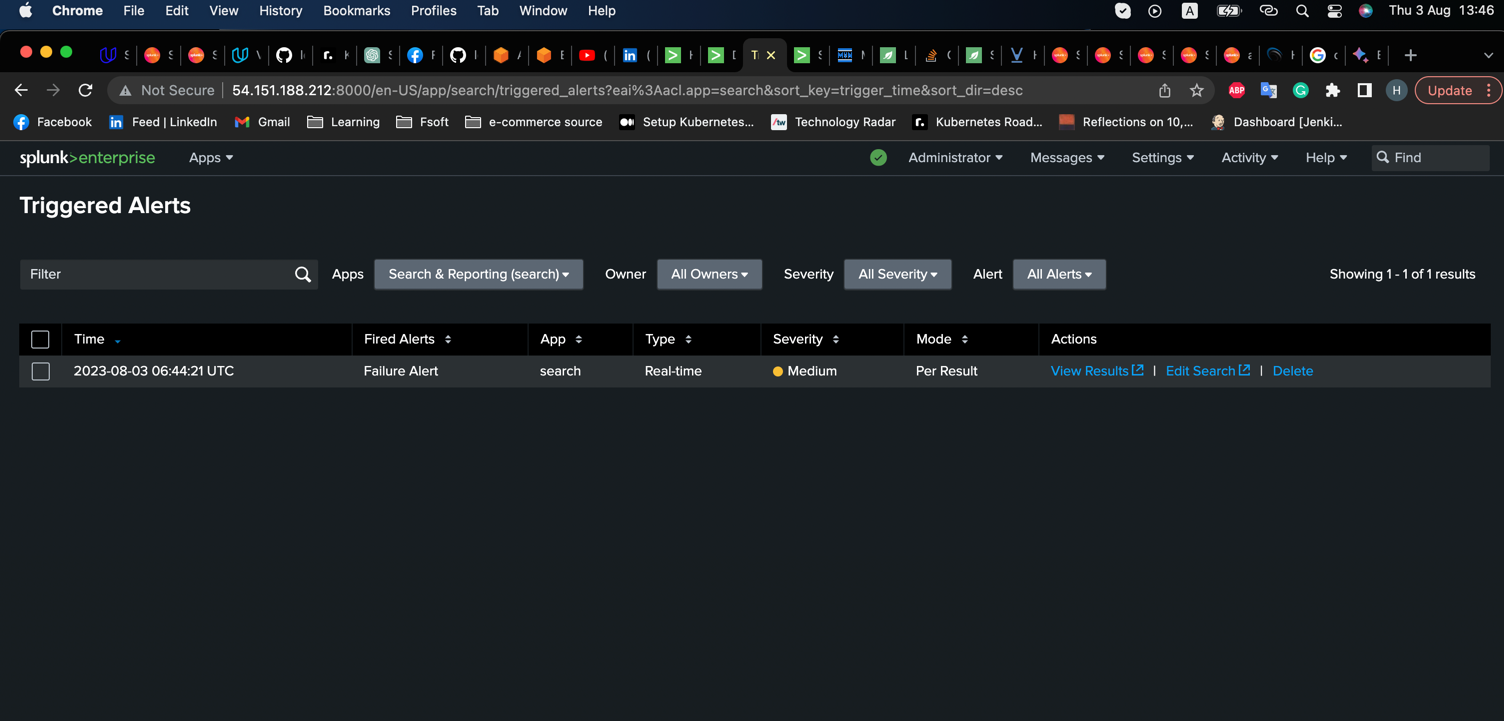 Chrome File Edit View History Bookmarks Profiles Tab Window Help A Thu 3 Aug 13:46
Not Secure 54.151.188.212:8000/en-US/app/search/triggered_alerts?eai%3Aacl.app=search&sort_key=trigger_time&sort_dir=desc ABP H Update
Facebook Feed | LinkedIn Gmail Learning Fsoft e-commerce source Setup Kubernetes... /tw Technology Radar r. Kubernetes Road... Reflections on 10,... Dashboard [Jenki...
splunk>enterprise Apps Administrator Messages Settings Activity Help Find
Triggered Alerts
Filter Apps Search & Reporting (search) Owner All Owners Severity All Severity Alert All Alerts Showing 1 - 1 of 1 results
Time Fired Alerts App Type Severity Mode Actions
2023-08-03 06:44:21 UTC Failure Alert search Real-time Medium Per Result View Results | Edit Search | Delete